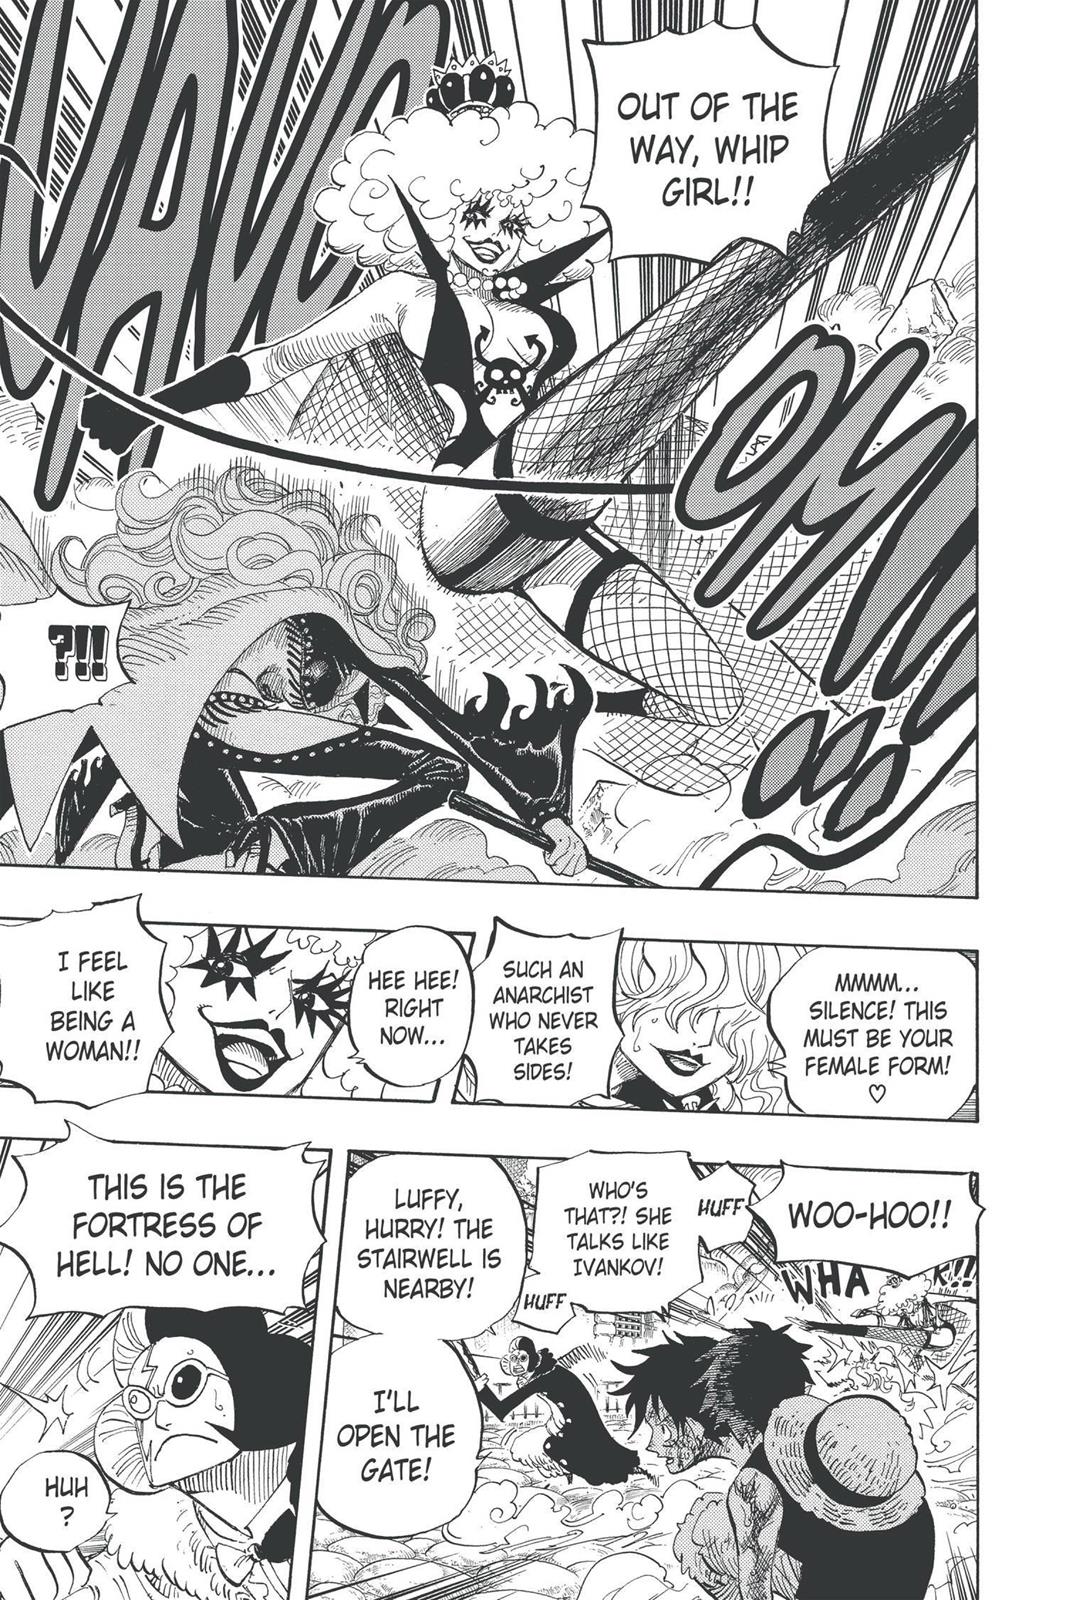 OUT OF THE
WAY, WHIP
GIRL!!
?!!
MMMM...
SILENCE! THIS
MUST BE YOUR
FEMALE FORM!
♡
SUCH AN
ANARCHIST
WHO NEVER
TAKES
SIDES!
HEE HEE!
RIGHT
NOW...
I FEEL
LIKE
BEING A
WOMAN!!
WOO-HOO!!
HUFF
WHO'S
THAT?! SHE
TALKS LIKE
IVANKOV!
HUFF
LUFFY,
HURRY! THE
STAIRWELL IS
NEARBY!
I'LL
OPEN THE
GATE!
THIS IS THE
FORTRESS OF
HELL! NO ONE...
HUH
?